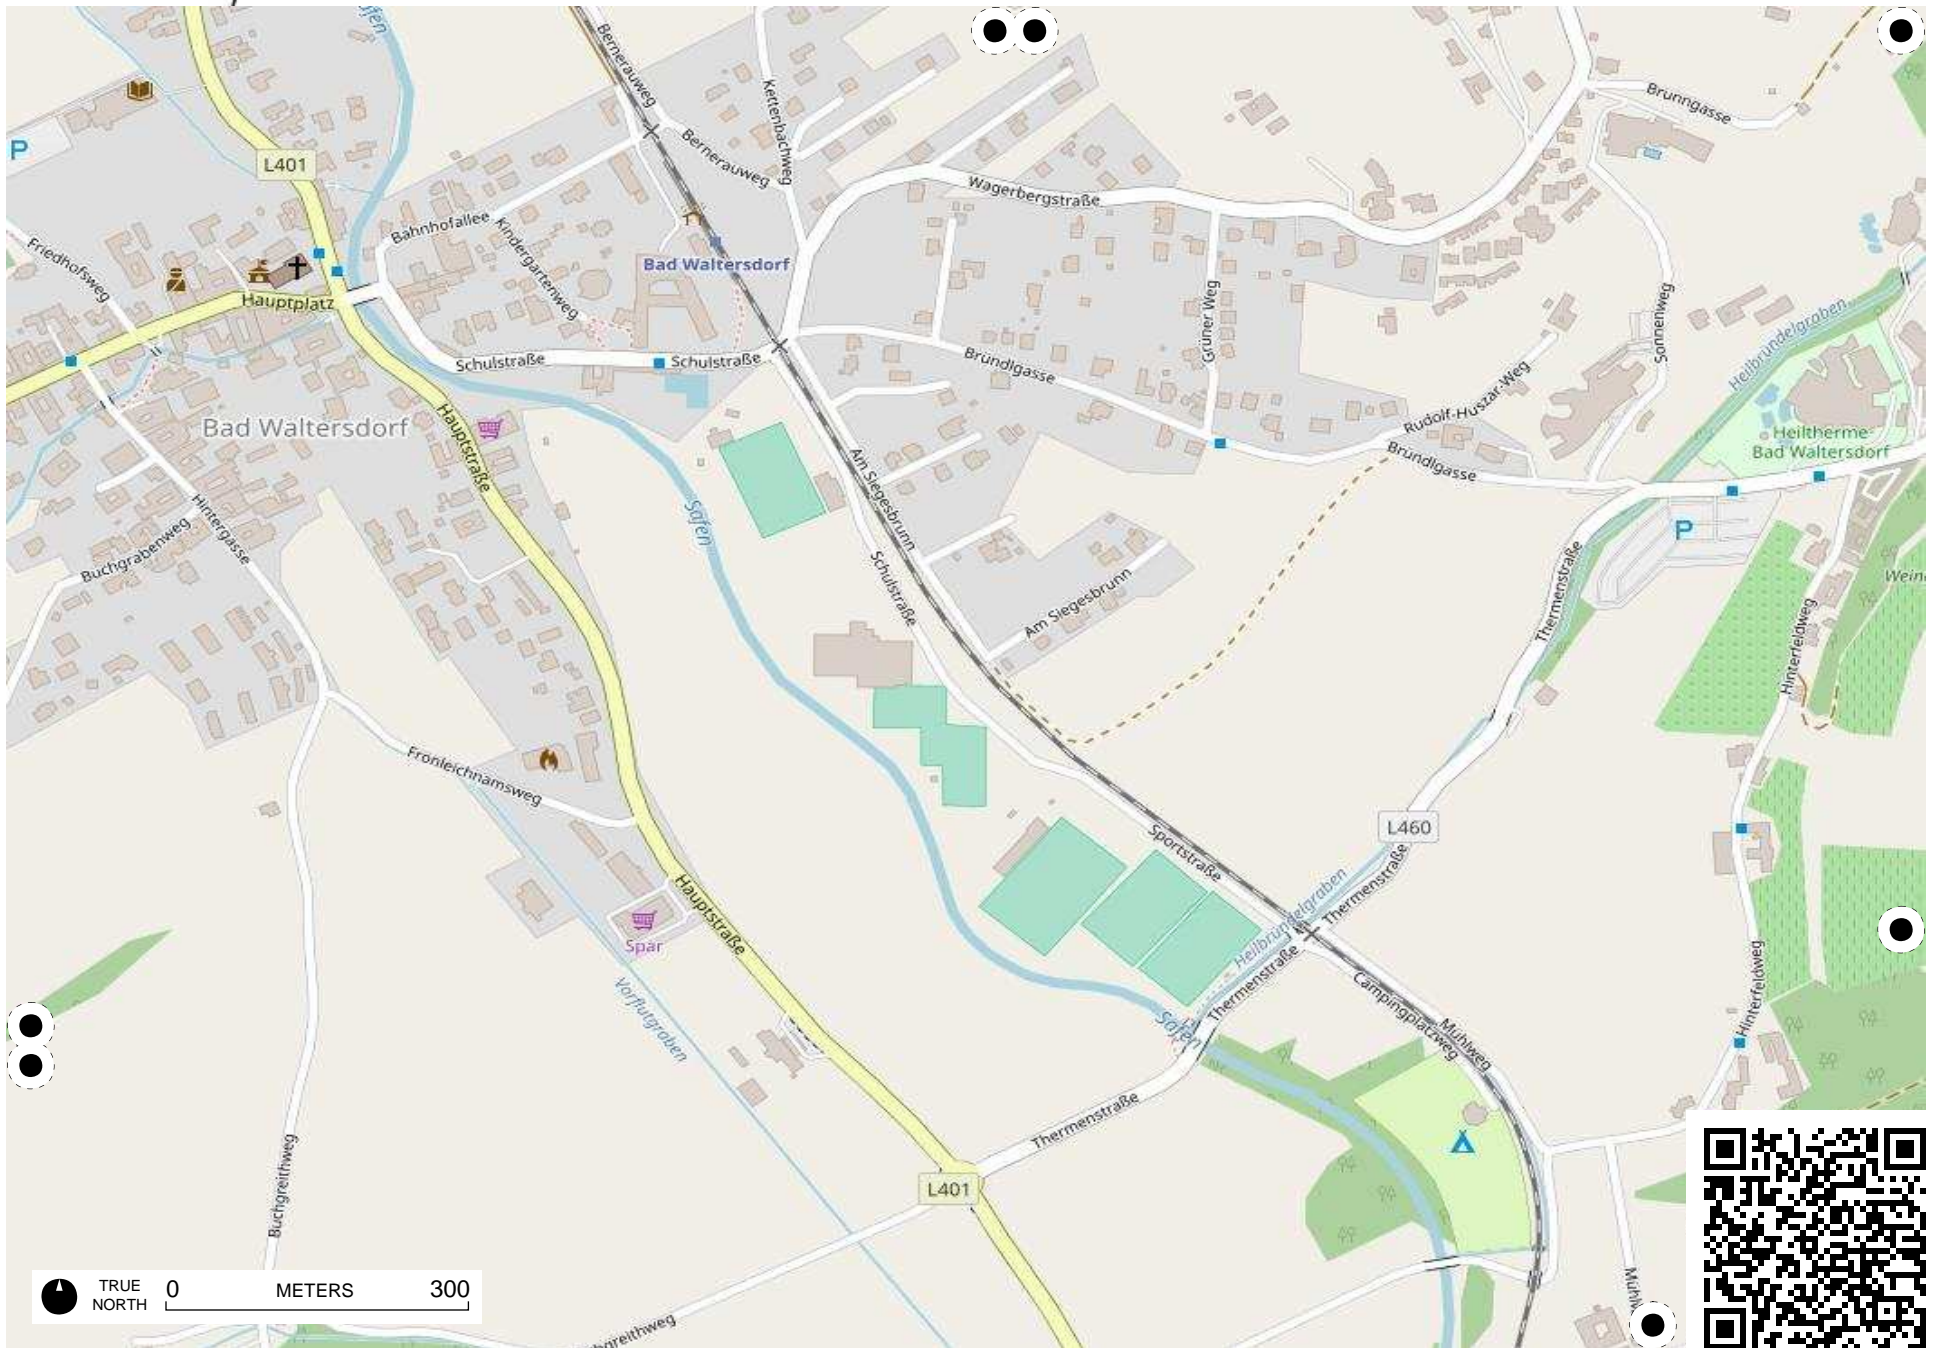 Safen
Bernerauweg
Kettenbachweg
Brunngasse
P
L401
Bernerauweg
Wagerbergstraße
Bahnhofallee
Kindergartenweg
Friedhofsweg
Bad Waltersdorf
Hauptplatz
Grüner Weg
Sonnenweg
Heilbründelgraben
Schulstraße
Schulstraße
Bründlgasse
Rudolf-Huszar-Weg
Bad Waltersdorf
Hauptstraße
Heiltherme
Bad Waltersdorf
Bründlgasse
Am Siegesbrunn
Hintergasse
Safen
P
Buchgrabenweg
Schulstraße
Thermenstraße
Am Siegesbrunn
Hinterfeldweg
Fronleichnamsweg
L460
Sportstraße
Thermenstraße
Hauptstraße
Spar
Heilbründelgraben
Thermenstraße
Vorflutgraben
Campingplatzweg
Hinterfeldweg
Safen
Mühlweg
Thermenstraße
Buchgreithweg
L401
TRUE
NORTH
0 METERS 300